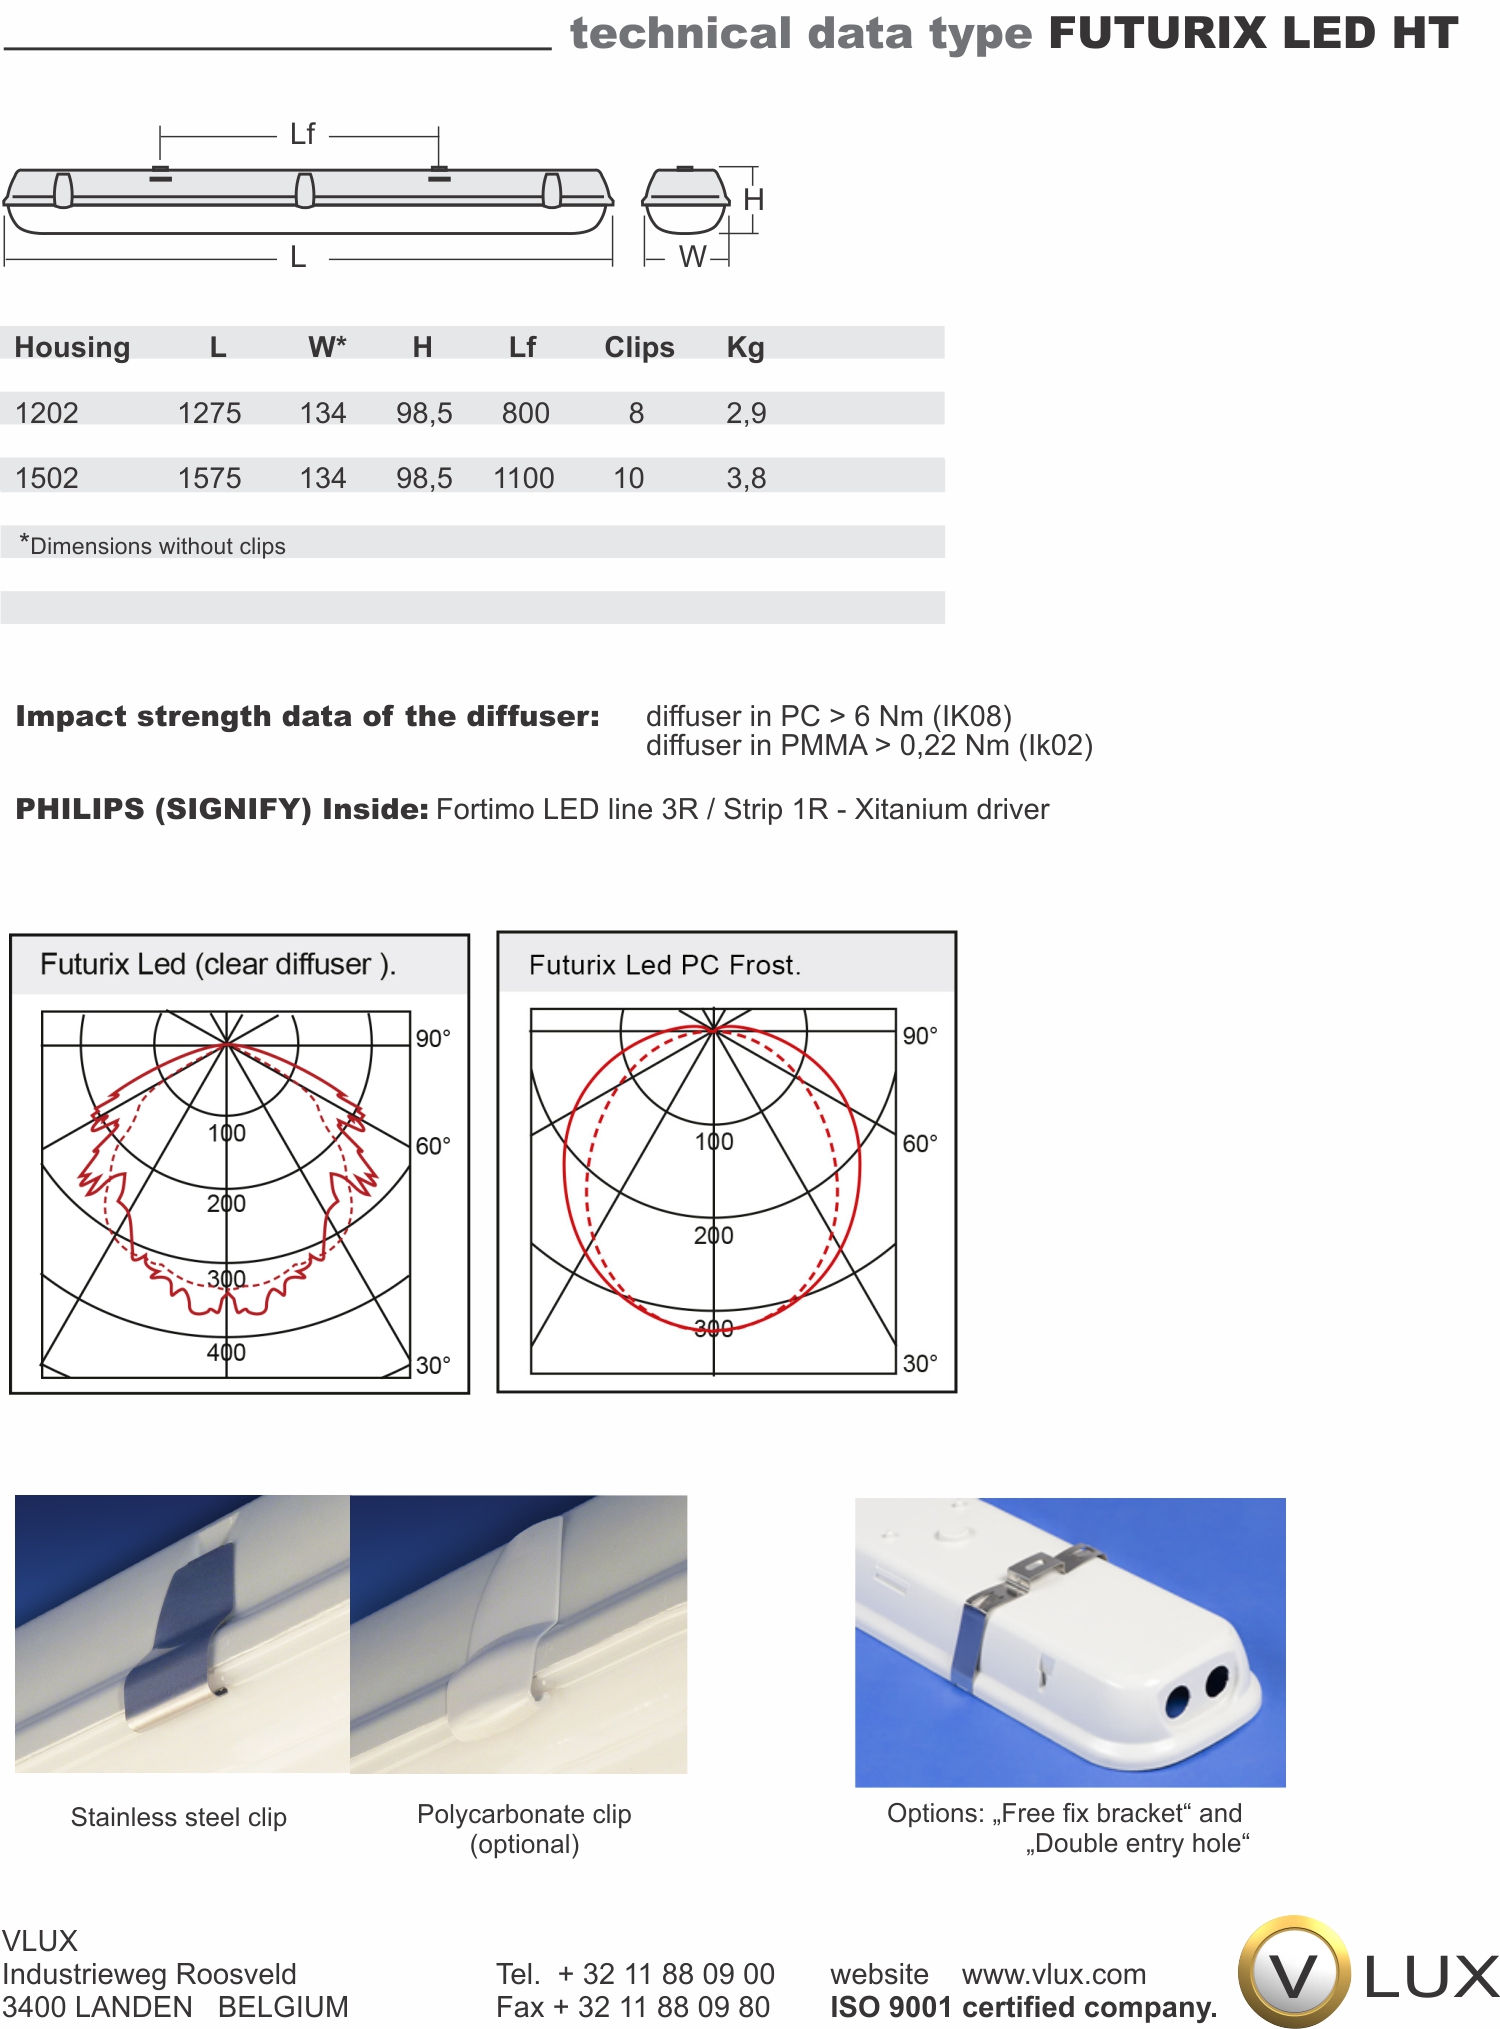 technical data type FUTURIX LED HT
Lf
H
L
W
Housing L W* H Lf Clips Kg
1202 1275 134 98,5 800 8 2,9
1502 1575 134 98,5 1100 10 3,8
*Dimensions without clips
Impact strength data of the diffuser: diffuser in PC > 6 Nm (IK08)
diffuser in PMMA > 0,22 Nm (Ik02)
PHILIPS (SIGNIFY) Inside: Fortimo LED line 3R / Strip 1R - Xitanium driver
Futurix Led (clear diffuser ).
90°
100
60°
200
300
400
30°
Futurix Led PC Frost.
90°
100
60°
200
300
30°
Stainless steel clip
Polycarbonate clip
(optional)
Options: „Free fix bracket“ and
„Double entry hole“
VLUX
Industrieweg Roosveld Tel. + 32 11 88 09 00 website www.vlux.com
3400 LANDEN BELGIUM Fax + 32 11 88 09 80 ISO 9001 certified company.
V LUX